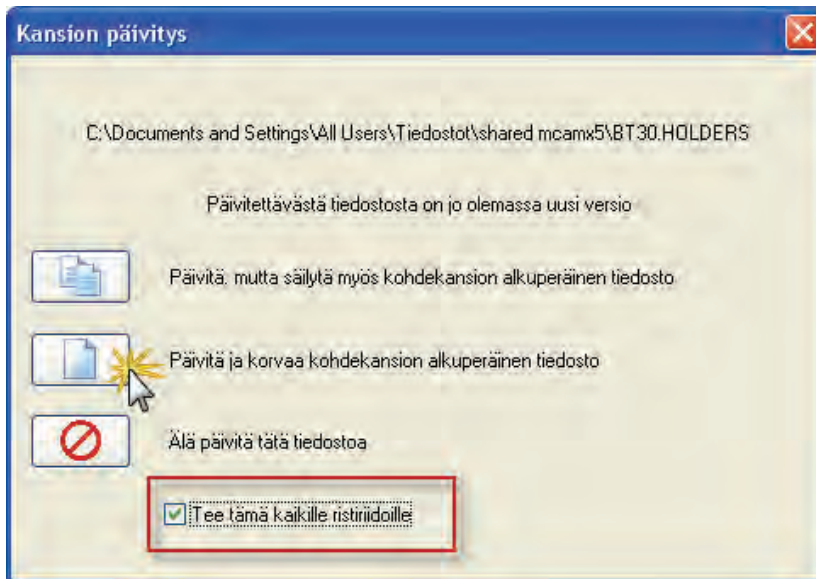 Kansion päivitys
C:\Documents and Settings\All Users\Tiedostot\shared mcamx5\BT30.HOLDERS
Päivitettävästä tiedostosta on jo olemassa uusi versio
Päivitä: mutta säilytä myös kohdekansion alkuperäinen tiedosto
Päivitä ja korvaa kohdekansion alkuperäinen tiedosto
Älä päivitä tätä tiedostoa
Tee tämä kaikille ristiriidoille